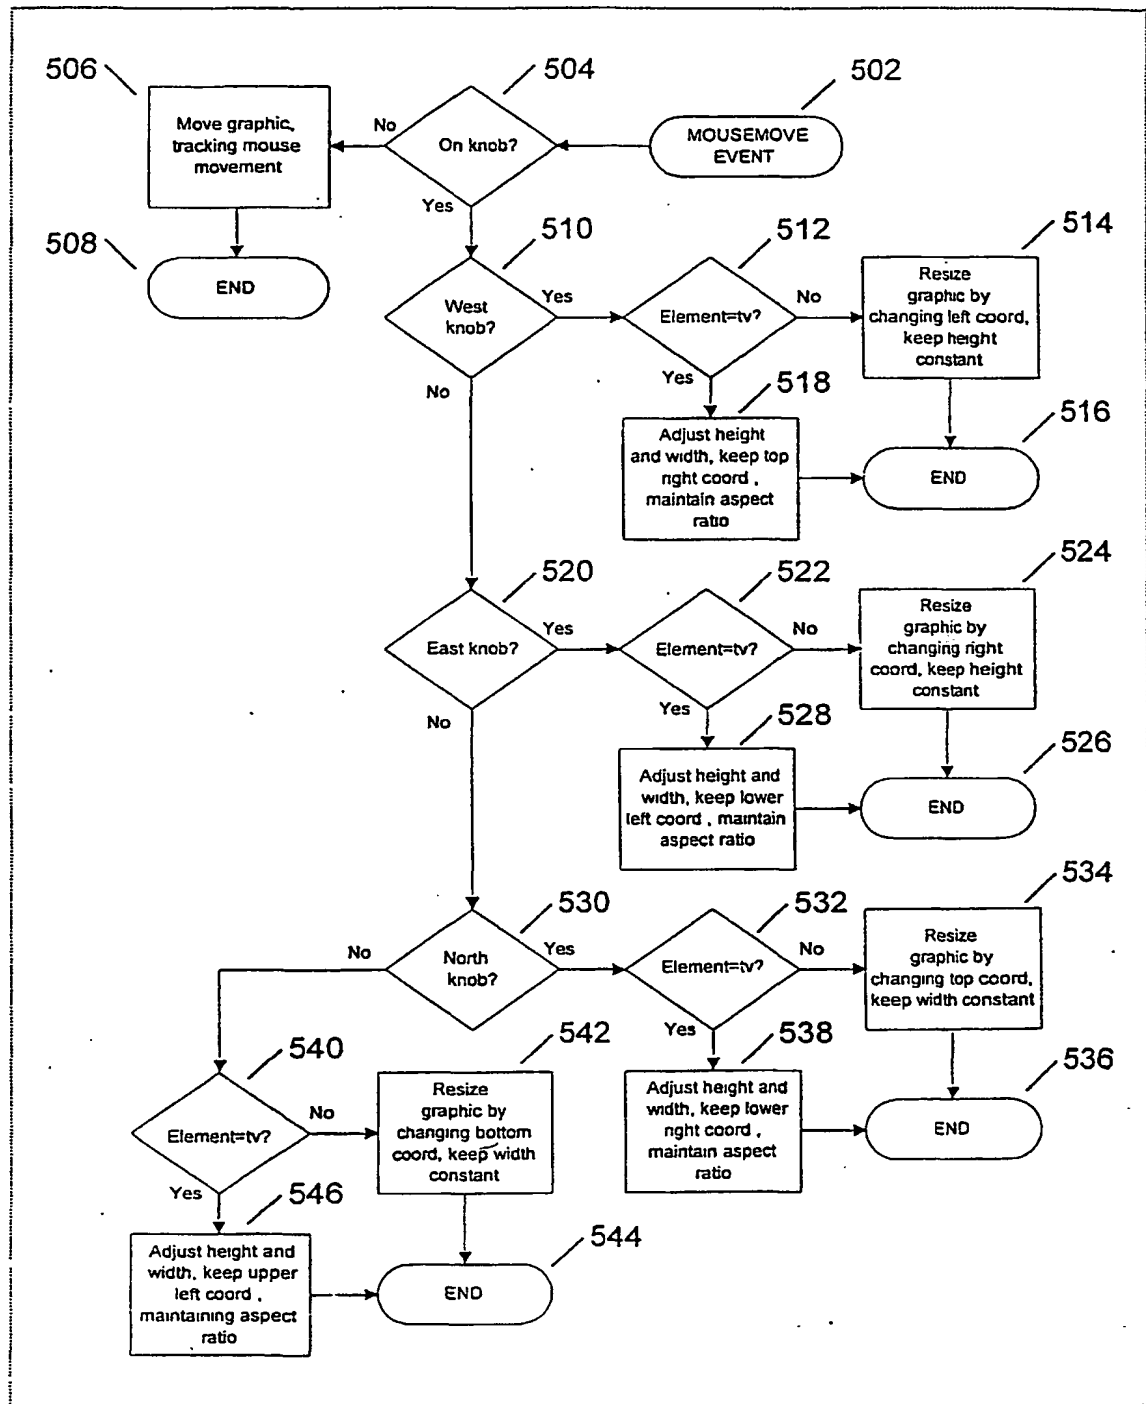 506
504
502
Move graphic,
tracking mouse
movement
No
On knob?
MOUSEMOVE
EVENT
Yes
508
END
510
512
514
West
knob?
Yes
Element=tv?
No
Resize
graphic by
changing left coord,
keep height
constant
No
Yes
518
516
Adjust height
and width, keep top
right coord ,
maintain aspect
ratio
END
520
522
524
East knob?
Yes
Element=tv?
No
Resize
graphic by
changing right
coord, keep height
constant
No
Yes
528
526
Adjust height and
width, keep lower
left coord , maintain
aspect ratio
END
530
532
534
No
North
knob?
Yes
Element=tv?
No
Resize
graphic by
changing top coord,
keep width constant
Yes
538
536
Adjust height and
width, keep lower
right coord ,
maintain aspect
ratio
END
540
542
Element=tv?
No
Resize
graphic by
changing bottom
coord, keep width
constant
Yes
546
544
Adjust height and
width, keep upper
left coord ,
maintaining aspect
ratio
END